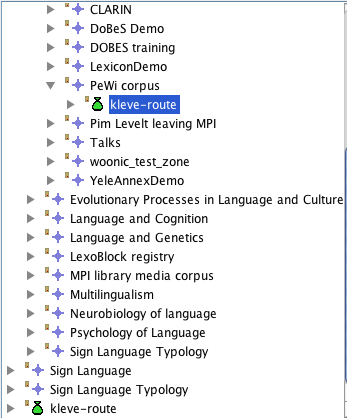 CLARIN
DoBeS Demo
DOBES training
LexiconDemo
PeWi corpus
kleve-route
Pim Levelt leaving MPI
Talks
woonic_test_zone
YeleAnnexDemo
Evolutionary Processes in Language and Culture
Language and Cognition
Language and Genetics
LexoBlock registry
MPI library media corpus
Multilingualism
Neurobiology of language
Psychology of Language
Sign Language Typology
Sign Language
Sign Language Typology
kleve-route